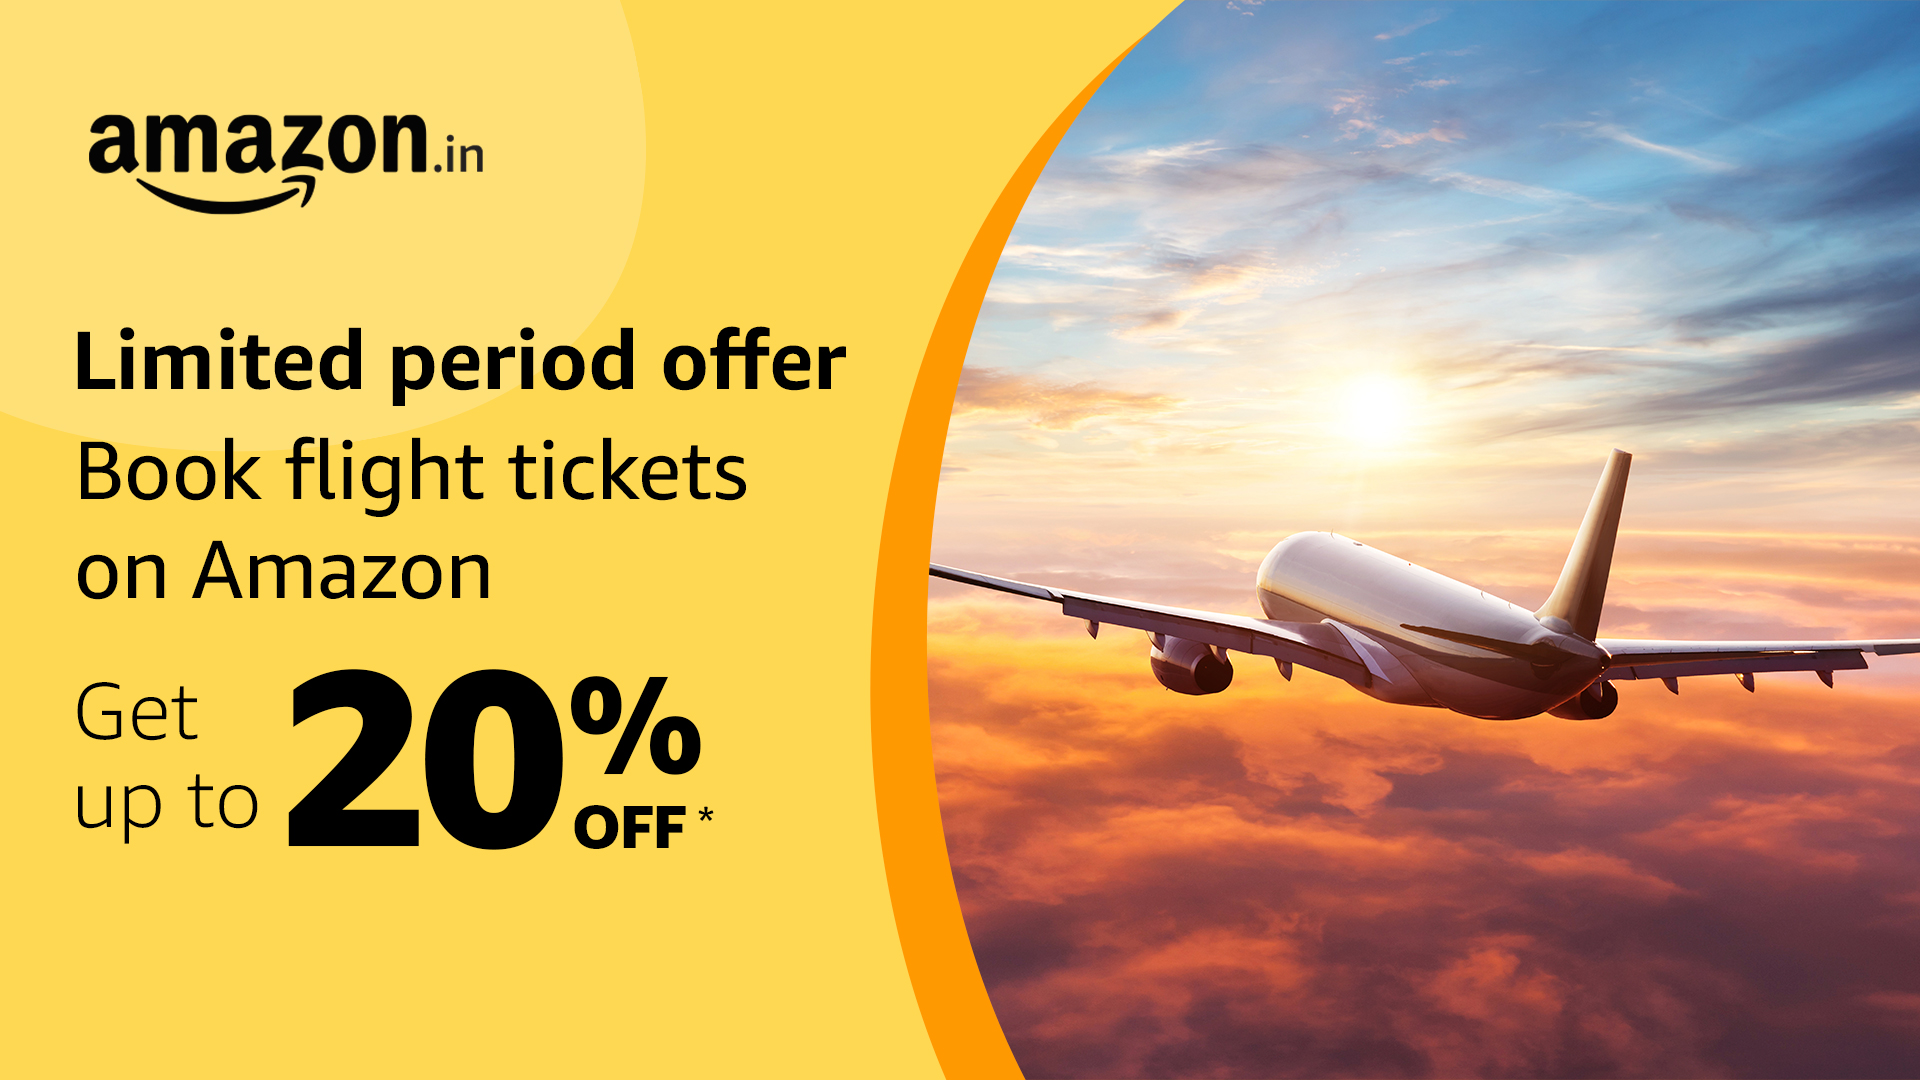 amazon.in
Limited period offer
Book flight tickets
on Amazon
Get
up to
20%
OFF*